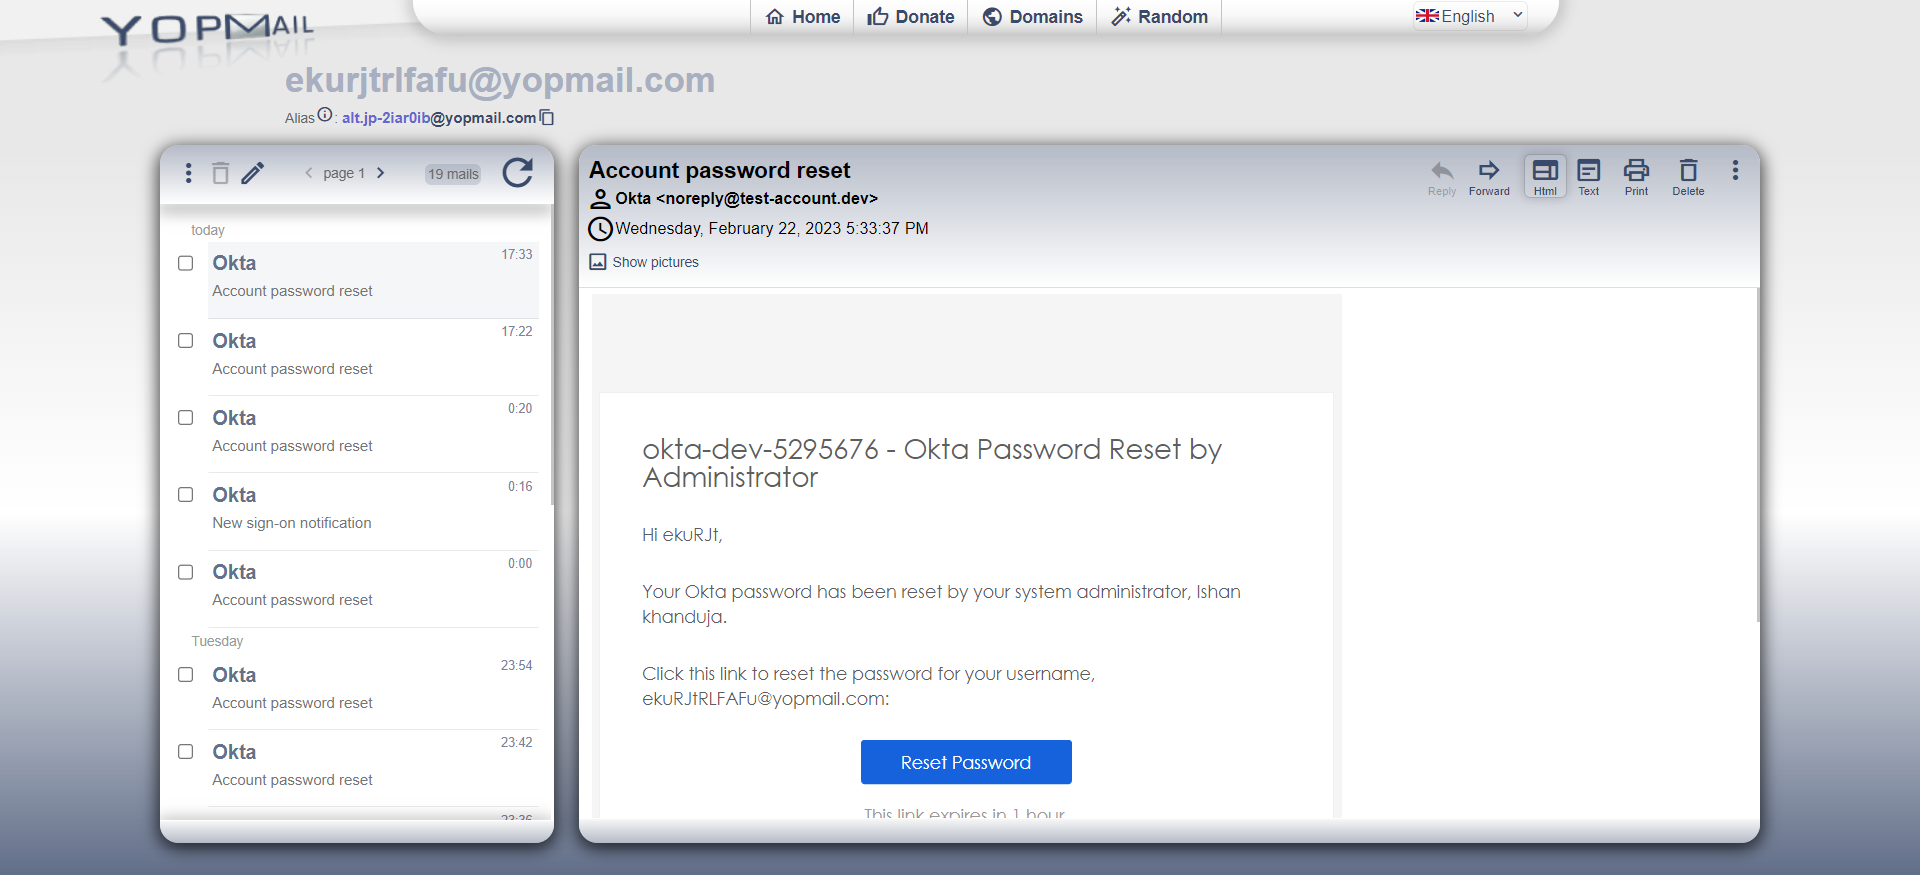 YOPMAIL
Home
Donate
Domains
Random
English
ekurjtrlfafu@yopmail.com
Alias : alt.jp-2iar0ib@yopmail.com
page 1
19 mails
today
Okta
17:33
Account password reset
Okta
17:22
Account password reset
Okta
0:20
Account password reset
Okta
0:16
New sign-on notification
Okta
0:00
Account password reset
Tuesday
Okta
23:54
Account password reset
Okta
23:42
Account password reset
23:36
Account password reset
Okta <noreply@test-account.dev>
Wednesday, February 22, 2023 5:33:37 PM
Show pictures
Reply
Forward
Html
Text
Print
Delete
okta-dev-5295676 - Okta Password Reset by
Administrator
Hi ekuRJt,
Your Okta password has been reset by your system administrator, Ishan
khanduja.
Click this link to reset the password for your username,
ekuRJtRLFAFu@yopmail.com:
Reset Password
This link expires in 1 hour